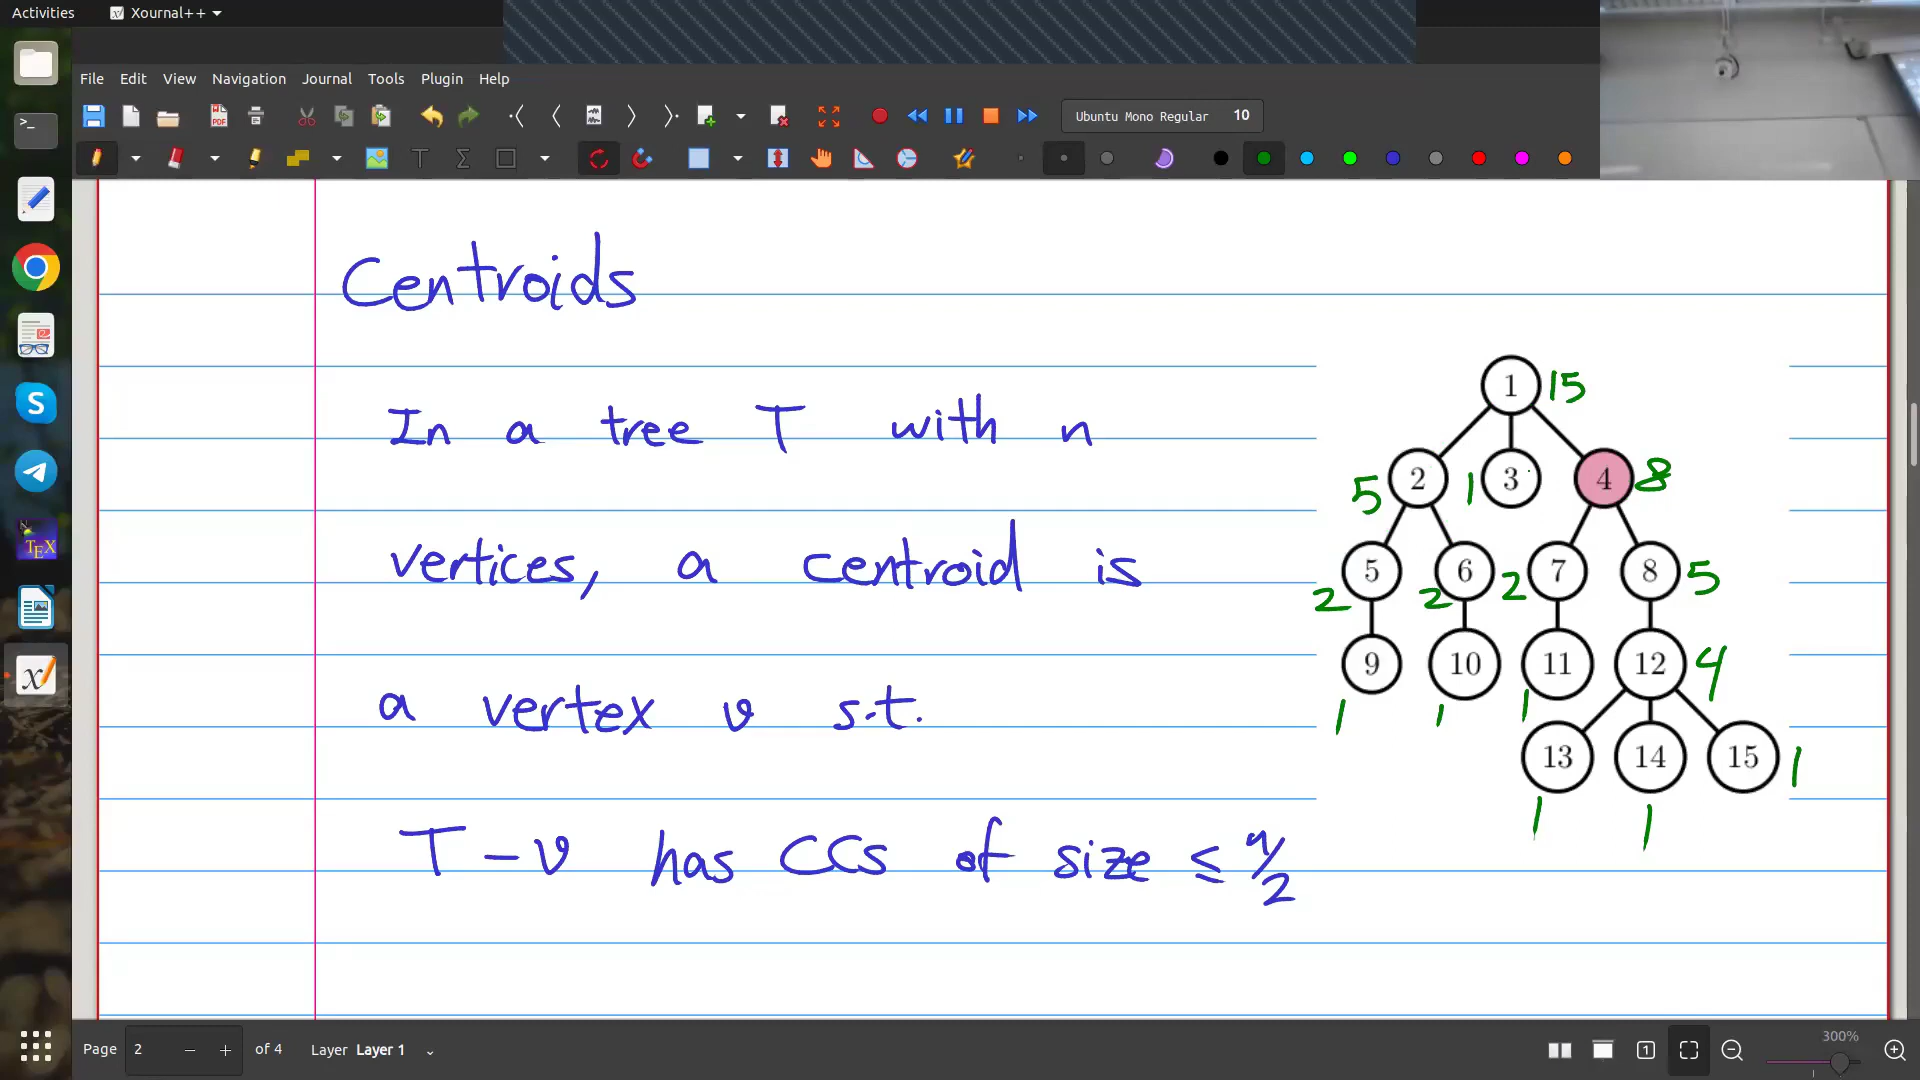 Activities
Xournal++
File Edit View Navigation Journal Tools Plugin Help
Ubuntu Mono Regular 10
Centroids
In a tree T with n
vertices, a centroid is
a vertex v s.t.
T - v has CCs of size ≤ n/2
1 15
5 2 1 3 4 8
5 6 7 8 5
2 2 2
9 10 11 12 4
1 1 1
13 14 15 1
1 1
Page 2 of 4 Layer Layer 1
300%